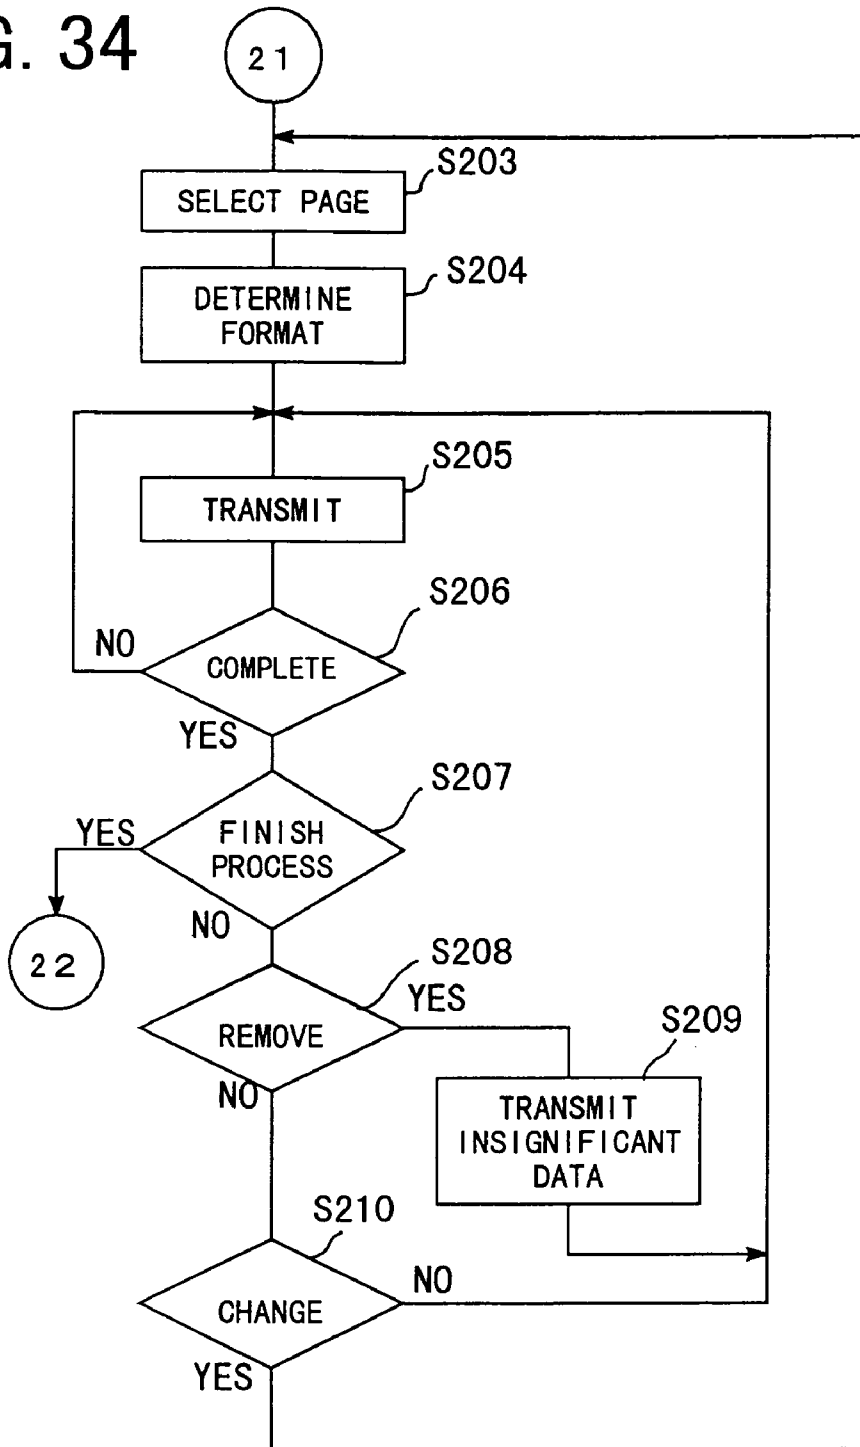 G. 34
21
S203
SELECT PAGE
S204
DETERMINE
FORMAT
S205
TRANSMIT
S206
NO
COMPLETE
YES
S207
YES
FINISH
PROCESS
NO
22
S208
YES
REMOVE
NO
S209
TRANSMIT
INSIGNIFICANT
DATA
S210
NO
CHANGE
YES